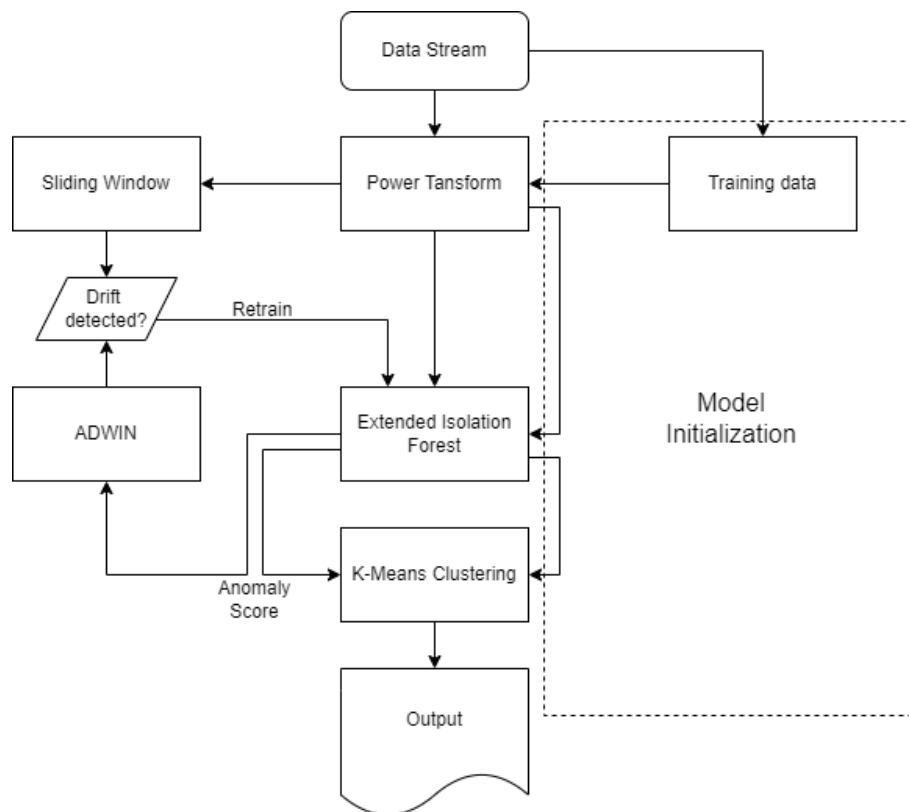 Data Stream
Sliding Window
Power Tansform
Training data
Drift
detected?
Retrain
ADWIN
Extended Isolation
Forest
Model
Initialization
K-Means Clustering
Anomaly
Score
Output